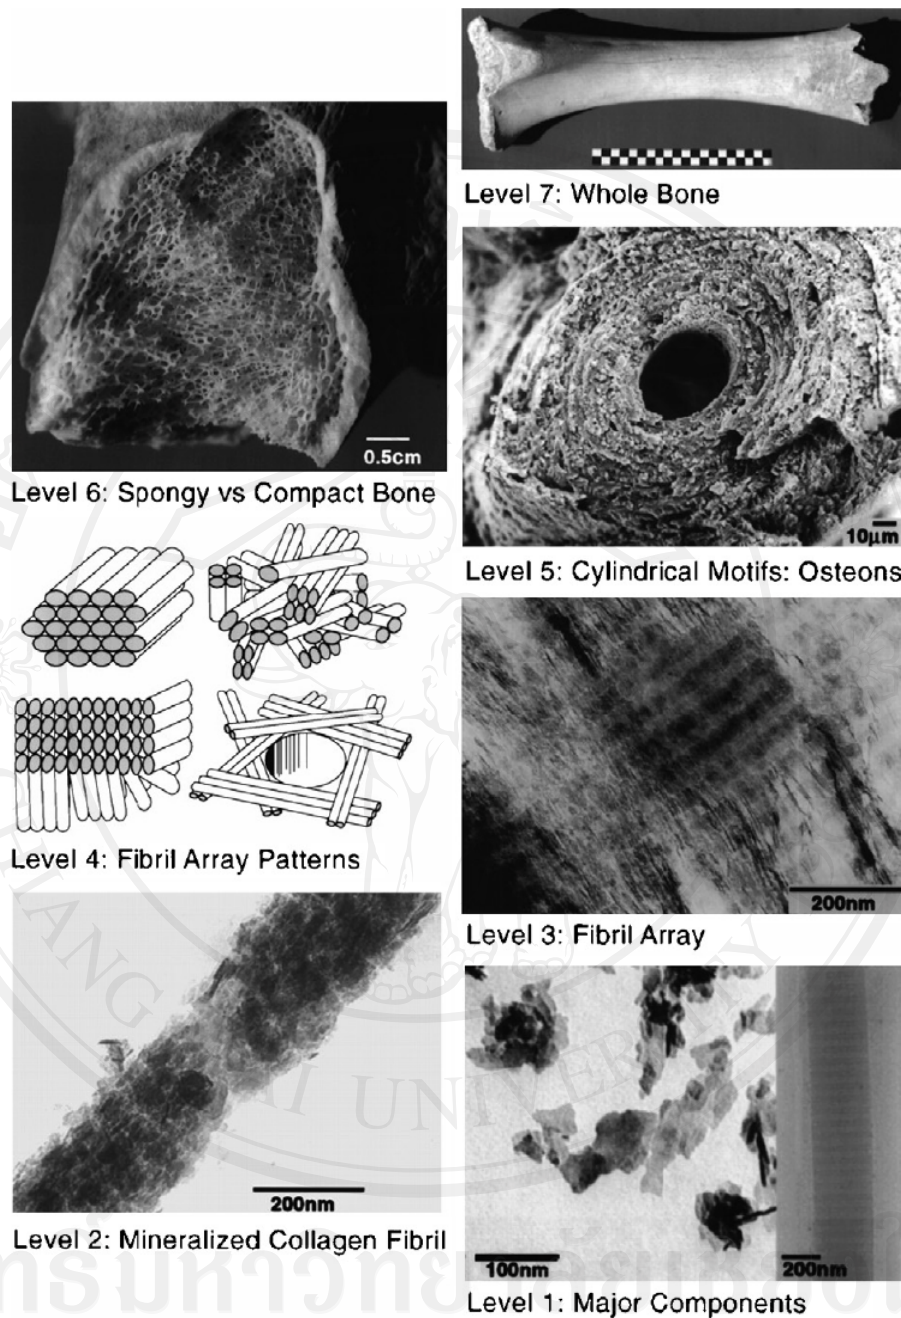 Level 7: Whole Bone
0.5cm
Level 6: Spongy vs Compact Bone
10μm
Level 5: Cylindrical Motifs: Osteons
Level 4: Fibril Array Patterns
200nm
Level 3: Fibril Array
200nm
Level 2: Mineralized Collagen Fibril
100nm
200nm
Level 1: Major Components
UNIVERSITY